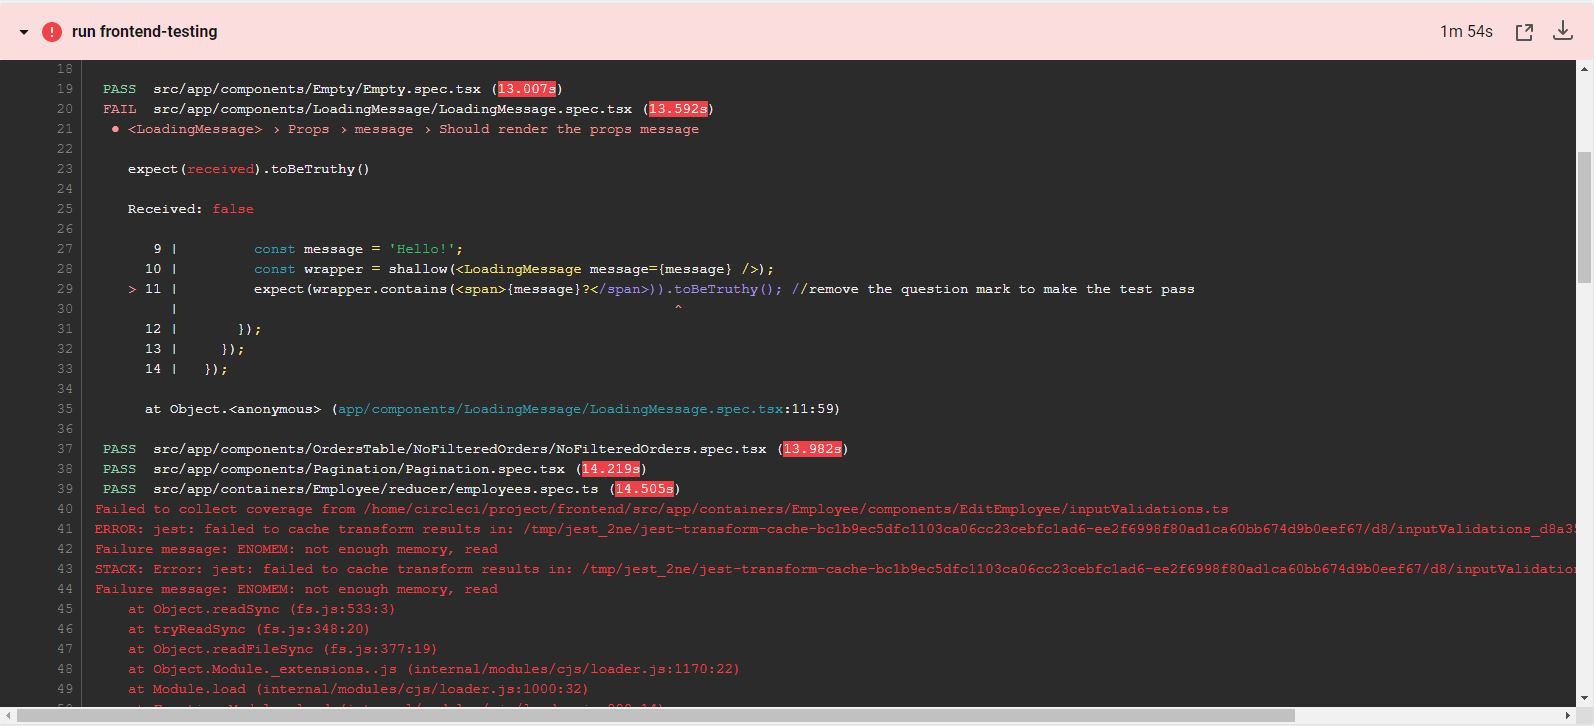 run frontend-testing
1m 54s
18
19 PASS src/app/components/Empty/Empty.spec.tsx (13.007s)
20 FAIL src/app/components/LoadingMessage/LoadingMessage.spec.tsx (13.592s)
21 ● <LoadingMessage> › Props › message › Should render the props message
22
23 expect(received).toBeTruthy()
24
25 Received: false
26
27 9 | const message = 'Hello!';
28 10 | const wrapper = shallow(<LoadingMessage message={message} />);
29 > 11 | expect(wrapper.contains(<span>{message}?</span>)).toBeTruthy(); //remove the question mark to make the test pass
30 | ^
31 12 | });
32 13 | });
33 14 | });
34
35 at Object.<anonymous> (app/components/LoadingMessage/LoadingMessage.spec.tsx:11:59)
36
37 PASS src/app/components/OrdersTable/NoFilteredOrders/NoFilteredOrders.spec.tsx (13.982s)
38 PASS src/app/components/Pagination/Pagination.spec.tsx (14.219s)
39 PASS src/app/containers/Employee/reducer/employees.spec.ts (14.505s)
40 Failed to collect coverage from /home/circleci/project/frontend/src/app/containers/Employee/components/EditEmployee/inputValidations.ts
41 ERROR: jest: failed to cache transform results in: /tmp/jest_2ne/jest-transform-cache-bc1b9ec5dfc1103ca06cc23cebfc1ad6-ee2f6998f80ad1ca60bb674d9b0eef67/d8/inputValidations_d8a35
42 Failure message: ENOMEM: not enough memory, read
43 STACK: Error: jest: failed to cache transform results in: /tmp/jest_2ne/jest-transform-cache-bc1b9ec5dfc1103ca06cc23cebfc1ad6-ee2f6998f80ad1ca60bb674d9b0eef67/d8/inputValidation
44 Failure message: ENOMEM: not enough memory, read
45 at Object.readSync (fs.js:533:3)
46 at tryReadSync (fs.js:348:20)
47 at Object.readFileSync (fs.js:377:19)
48 at Object.Module._extensions..js (internal/modules/cjs/loader.js:1170:22)
49 at Module.load (internal/modules/cjs/loader.js:1000:32)